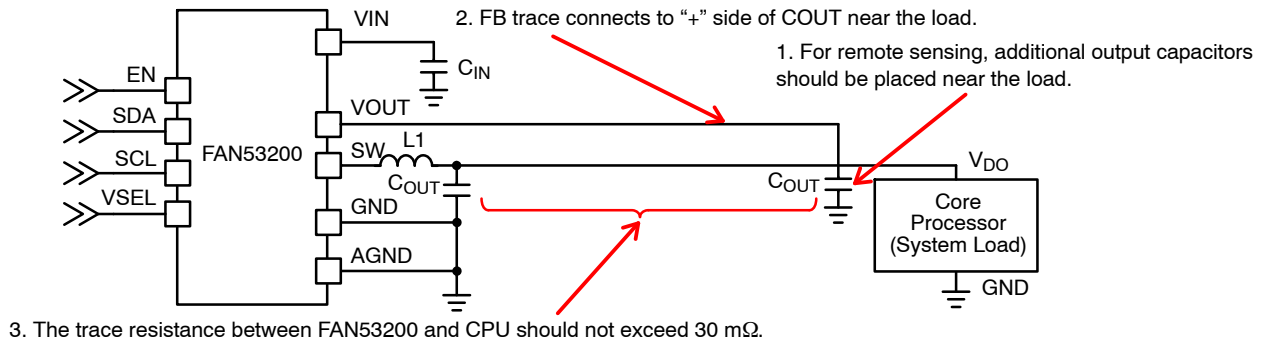 2. FB trace connects to “+” side of COUT near the load.
1. For remote sensing, additional output capacitors
should be placed near the load.
VIN
CIN
EN
SDA
SCL
VSEL
FAN53200
VOUT
SW
L1
COUT
GND
AGND
COUT
VDO
Core
Processor
(System Load)
GND
3. The trace resistance between FAN53200 and CPU should not exceed 30 mΩ.